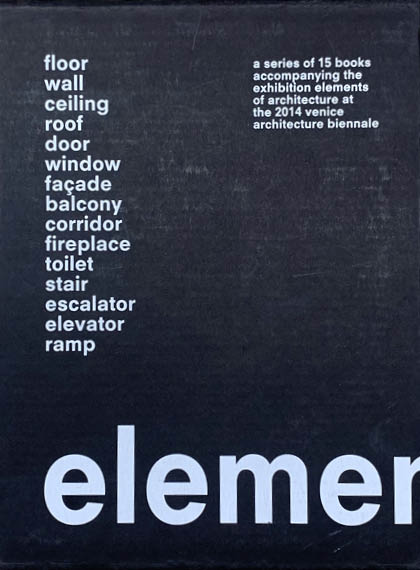 floor
wall
ceiling
roof
door
window
façade
balcony
corridor
fireplace
toilet
stair
escalator
elevator
ramp
a series of 15 books
accompanying the
exhibition elements
of architecture at
the 2014 venice
architecture biennale
elemen